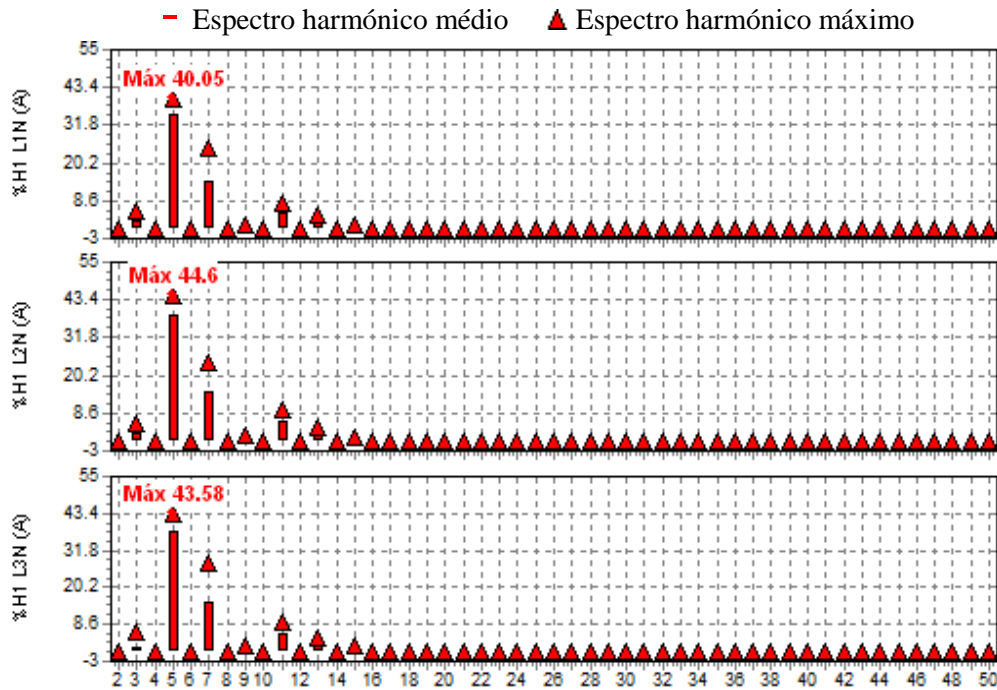 Espectro harmónico médio Espectro harmónico máximo
55
Máx 40.05
43.4
31.8
20.2
8.6
-3
%H1 L1N (A)
55
Máx 44.6
43.4
31.8
20.2
8.6
-3
%H1 L2N (A)
55
Máx 43.58
43.4
31.8
20.2
8.6
-3
%H1 L3N (A)
2 3 4 5 6 7 8 9 10 12 14 16 18 20 22 24 26 28 30 32 34 36 38 40 42 44 46 48 50